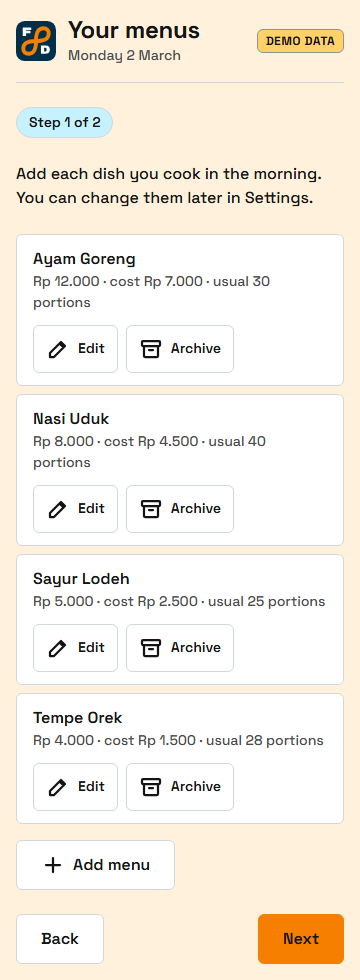 F D
Your menus
Monday 2 March
DEMO DATA
Step 1 of 2
Add each dish you cook in the morning.
You can change them later in Settings.
Ayam Goreng
Rp 12.000 · cost Rp 7.000 · usual 30
portions
Edit
Archive
Nasi Uduk
Rp 8.000 · cost Rp 4.500 · usual 40
portions
Edit
Archive
Sayur Lodeh
Rp 5.000 · cost Rp 2.500 · usual 25 portions
Edit
Archive
Tempe Orek
Rp 4.000 · cost Rp 1.500 · usual 28 portions
Edit
Archive
Add menu
Back
Next